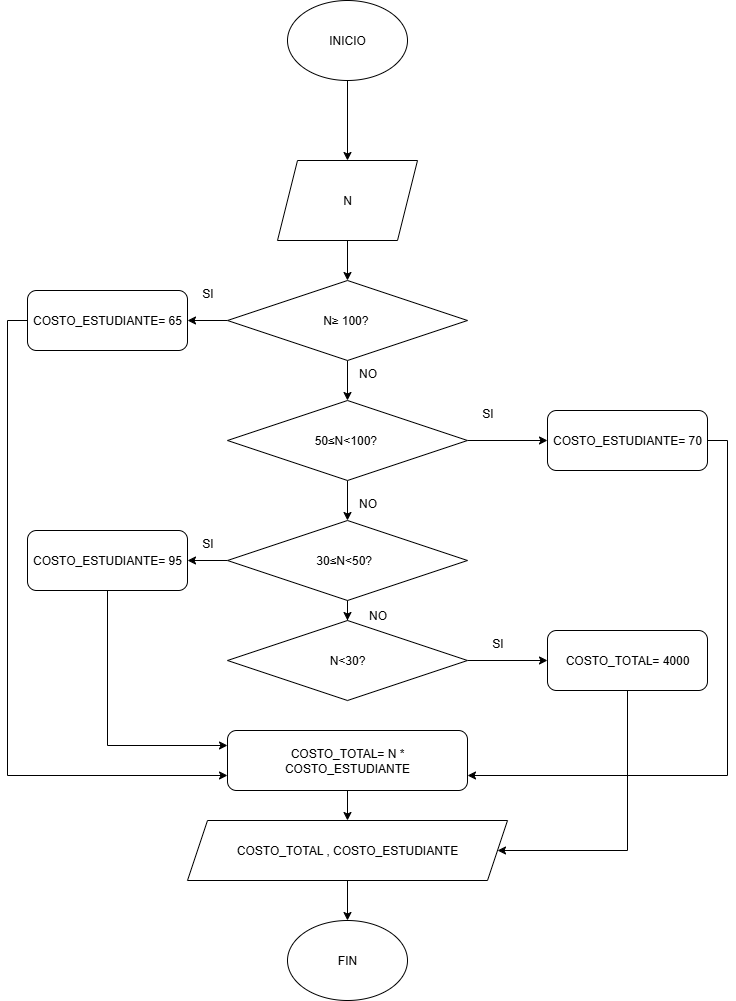 INICIO
N
SI
COSTO_ESTUDIANTE= 65
N≥ 100?
NO
SI
50≤N<100?
COSTO_ESTUDIANTE= 70
NO
SI
COSTO_ESTUDIANTE= 95
30≤N<50?
NO
SI
N<30?
COSTO_TOTAL= 4000
COSTO_TOTAL= N *
COSTO_ESTUDIANTE
COSTO_TOTAL , COSTO_ESTUDIANTE
FIN